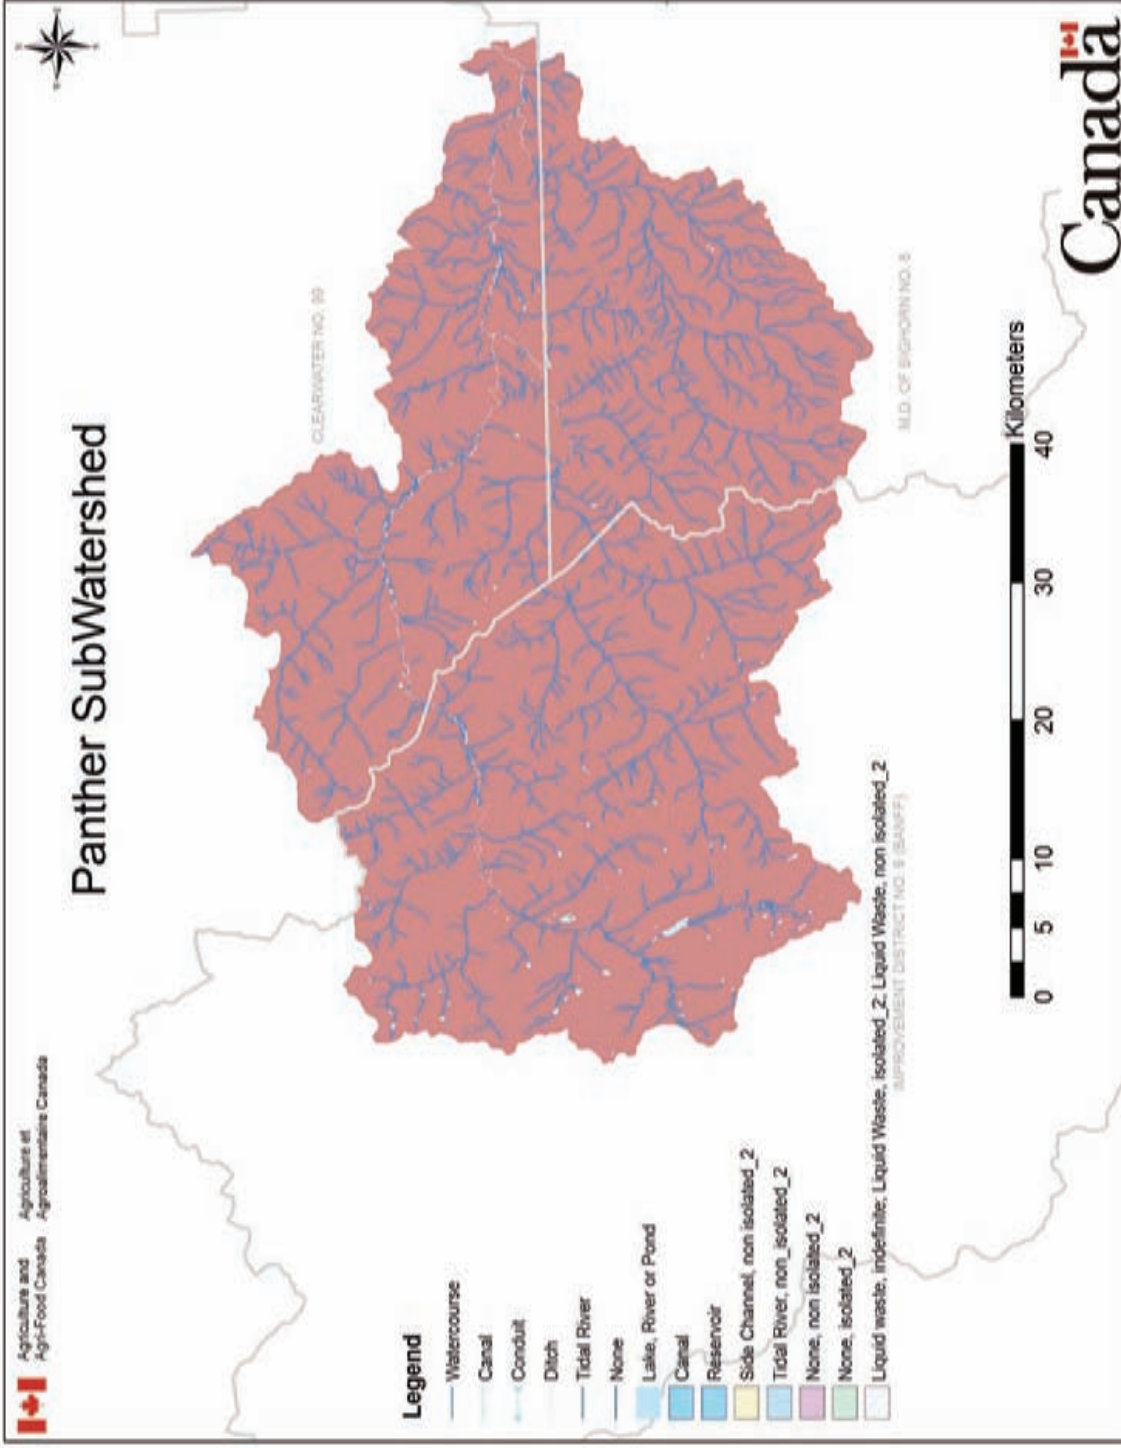 Agriculture and
Agri-Food Canada
Agriculture et
Agroalimentaire Canada
Panther SubWatershed
CLEARWATER NO. 99
M.D. OF BIGHORN NO. 8
IMPROVEMENT DISTRICT NO. 9 (BANFF)
Legend
Watercourse
Canal
Conduit
Ditch
Tidal River
None
Lake, River or Pond
Canal
Reservoir
Side Channel, non isolated_2
Tidal River, non_isolated_2
None, non isolated_2
None, isolated_2
Liquid waste, indefinite; Liquid Waste, isolated_2; Liquid Waste, non isolated_2
0 5 10 20 30 40
Kilometers
Canada